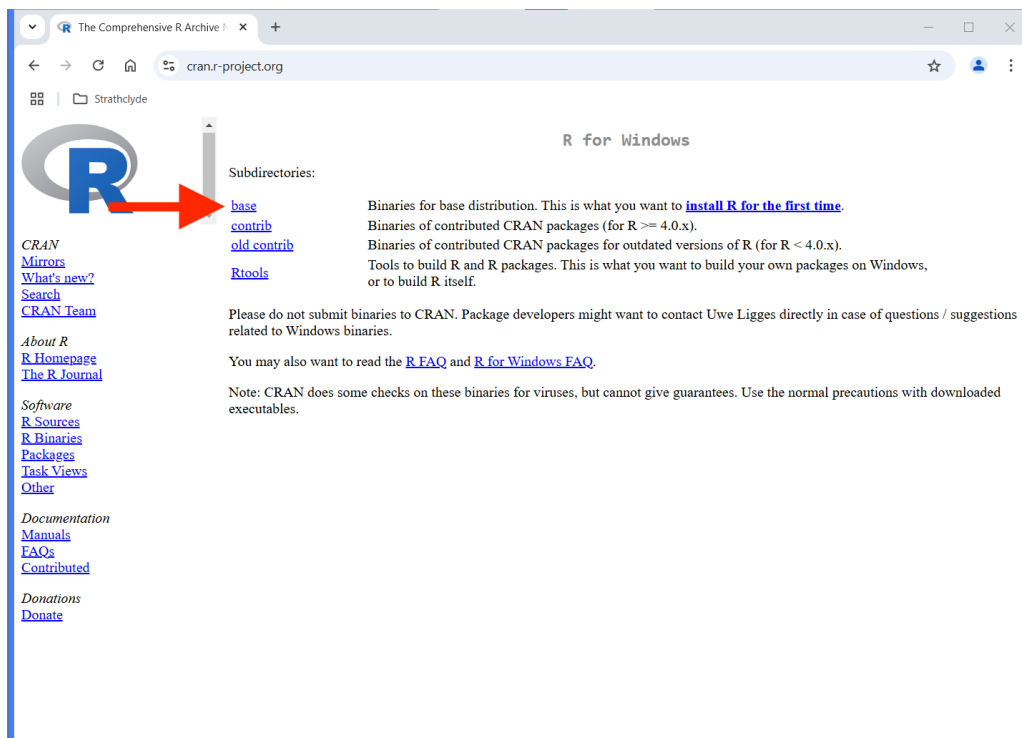 The Comprehensive R Archive N
cran.r-project.org
Strathclyde
R
CRAN
Mirrors
What's new?
Search
CRAN Team
About R
R Homepage
The R Journal
Software
R Sources
R Binaries
Packages
Task Views
Other
Documentation
Manuals
FAQs
Contributed
Donations
Donate
R for Windows
Subdirectories:
base Binaries for base distribution. This is what you want to install R for the first time.
contrib Binaries of contributed CRAN packages (for R >= 4.0.x).
old contrib Binaries of contributed CRAN packages for outdated versions of R (for R < 4.0.x).
Rtools Tools to build R and R packages. This is what you want to build your own packages on Windows,
or to build R itself.
Please do not submit binaries to CRAN. Package developers might want to contact Uwe Ligges directly in case of questions / suggestions
related to Windows binaries.
You may also want to read the R FAQ and R for Windows FAQ.
Note: CRAN does some checks on these binaries for viruses, but cannot give guarantees. Use the normal precautions with downloaded
executables.